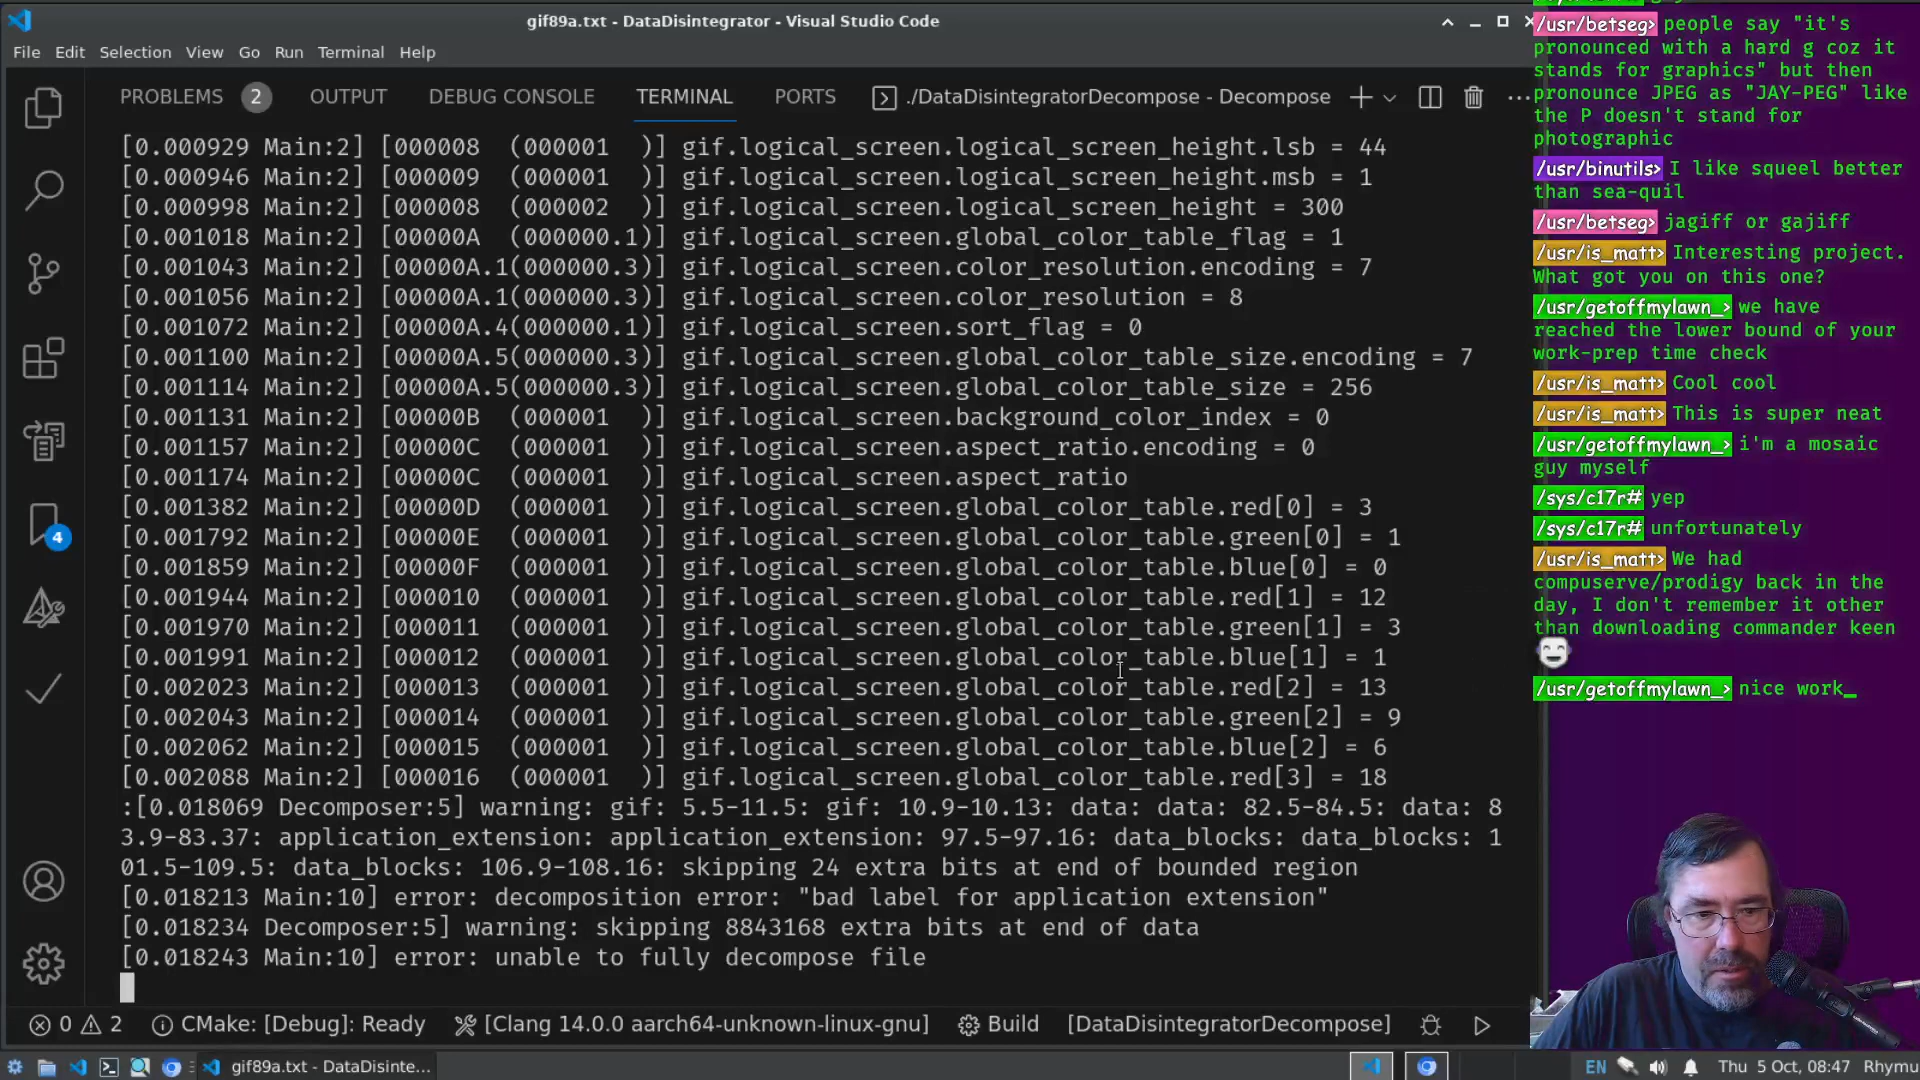 gif89a.txt - DataDisintegrator - Visual Studio Code
File Edit Selection View Go Run Terminal Help
PROBLEMS 2 OUTPUT DEBUG CONSOLE TERMINAL PORTS ./DataDisintegratorDecompose - Decompose
[0.000929 Main:2] [000008  (000001  )] gif.logical_screen.logical_screen_height.lsb = 44
[0.000946 Main:2] [000009  (000001  )] gif.logical_screen.logical_screen_height.msb = 1
[0.000998 Main:2] [000008  (000002  )] gif.logical_screen.logical_screen_height = 300
[0.001018 Main:2] [00000A  (000000.1)] gif.logical_screen.global_color_table_flag = 1
[0.001043 Main:2] [00000A.1(000000.3)] gif.logical_screen.color_resolution.encoding = 7
[0.001056 Main:2] [00000A.1(000000.3)] gif.logical_screen.color_resolution = 8
[0.001072 Main:2] [00000A.4(000000.1)] gif.logical_screen.sort_flag = 0
[0.001100 Main:2] [00000A.5(000000.3)] gif.logical_screen.global_color_table_size.encoding = 7
[0.001114 Main:2] [00000A.5(000000.3)] gif.logical_screen.global_color_table_size = 256
[0.001131 Main:2] [00000B  (000001  )] gif.logical_screen.background_color_index = 0
[0.001157 Main:2] [00000C  (000001  )] gif.logical_screen.aspect_ratio.encoding = 0
[0.001174 Main:2] [00000C  (000001  )] gif.logical_screen.aspect_ratio
[0.001382 Main:2] [00000D  (000001  )] gif.logical_screen.global_color_table.red[0] = 3
[0.001792 Main:2] [00000E  (000001  )] gif.logical_screen.global_color_table.green[0] = 1
[0.001859 Main:2] [00000F  (000001  )] gif.logical_screen.global_color_table.blue[0] = 0
[0.001944 Main:2] [000010  (000001  )] gif.logical_screen.global_color_table.red[1] = 12
[0.001970 Main:2] [000011  (000001  )] gif.logical_screen.global_color_table.green[1] = 3
[0.001991 Main:2] [000012  (000001  )] gif.logical_screen.global_color_table.blue[1] = 1
[0.002023 Main:2] [000013  (000001  )] gif.logical_screen.global_color_table.red[2] = 13
[0.002043 Main:2] [000014  (000001  )] gif.logical_screen.global_color_table.green[2] = 9
[0.002062 Main:2] [000015  (000001  )] gif.logical_screen.global_color_table.blue[2] = 6
[0.002088 Main:2] [000016  (000001  )] gif.logical_screen.global_color_table.red[3] = 18
:[0.018069 Decomposer:5] warning: gif: 5.5-11.5: gif: 10.9-10.13: data: data: 82.5-84.5: data: 8
3.9-83.37: application_extension: application_extension: 97.5-97.16: data_blocks: data_blocks: 1
01.5-109.5: data_blocks: 106.9-108.16: skipping 24 extra bits at end of bounded region
[0.018213 Main:10] error: decomposition error: "bad label for application extension"
[0.018234 Decomposer:5] warning: skipping 8843168 extra bits at end of data
[0.018243 Main:10] error: unable to fully decompose file
4
0 2 CMake: [Debug]: Ready [Clang 14.0.0 aarch64-unknown-linux-gnu] Build [DataDisintegratorDecompose]
gif89a.txt - DataDisinte...
EN Thu 5 Oct, 08:47 Rhymu
/usr/betseg> people say "it's
pronounced with a hard g coz it
stands for graphics" but then
pronounce JPEG as "JAY-PEG" like
the P doesn't stand for
photographic
/usr/binutils> I like squeel better
than sea-quil
/usr/betseg> jagiff or gajiff
/usr/is_matt> Interesting project.
What got you on this one?
/usr/getoffmylawn_> we have
reached the lower bound of your
work-prep time check
/usr/is_matt> Cool cool
/usr/is_matt> This is super neat
/usr/getoffmylawn_> i'm a mosaic
guy myself
/sys/c17r# yep
/sys/c17r# unfortunately
/usr/is_matt> We had
compuserve/prodigy back in the
day, I don't remember it other
than downloading commander keen
/usr/getoffmylawn_> nice work_